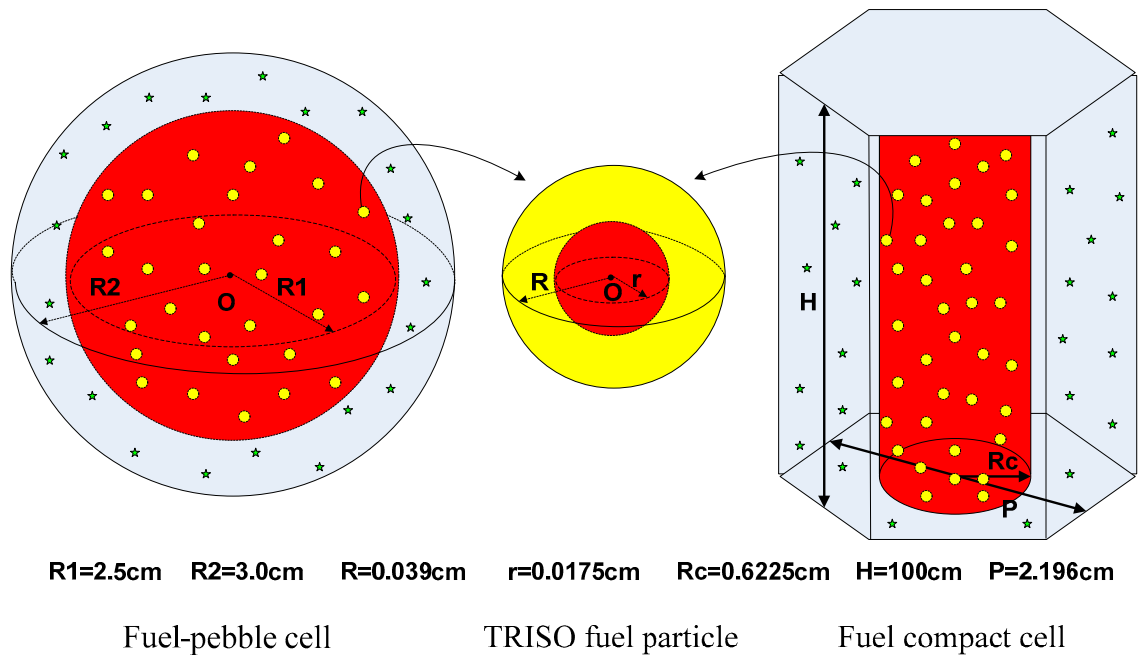 R2
R1
O
R
r
O
H
Rc
P
R1=2.5cm R2=3.0cm R=0.039cm r=0.0175cm Rc=0.6225cm H=100cm P=2.196cm
Fuel-pebble cell TRISO fuel particle Fuel compact cell